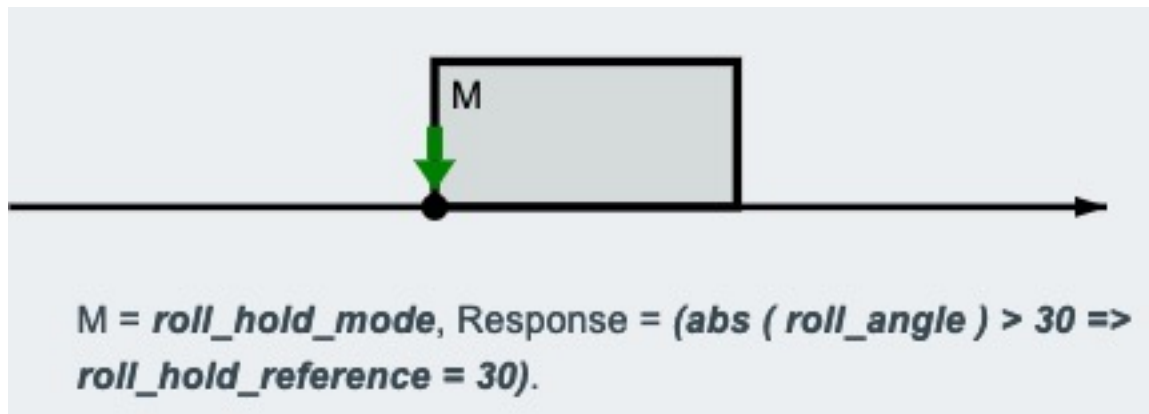 M
M = roll_hold_mode, Response = (abs ( roll_angle ) > 30 =>
roll_hold_reference = 30).